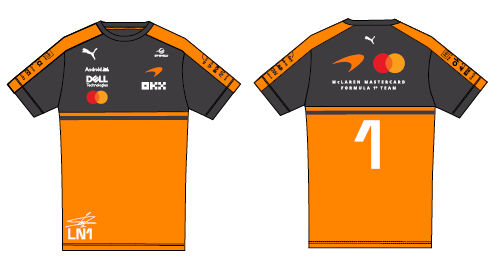 Android
DELL
Technologies
OKX
LN1
McLAREN MASTERCARD
FORMULA 1 TEAM
1